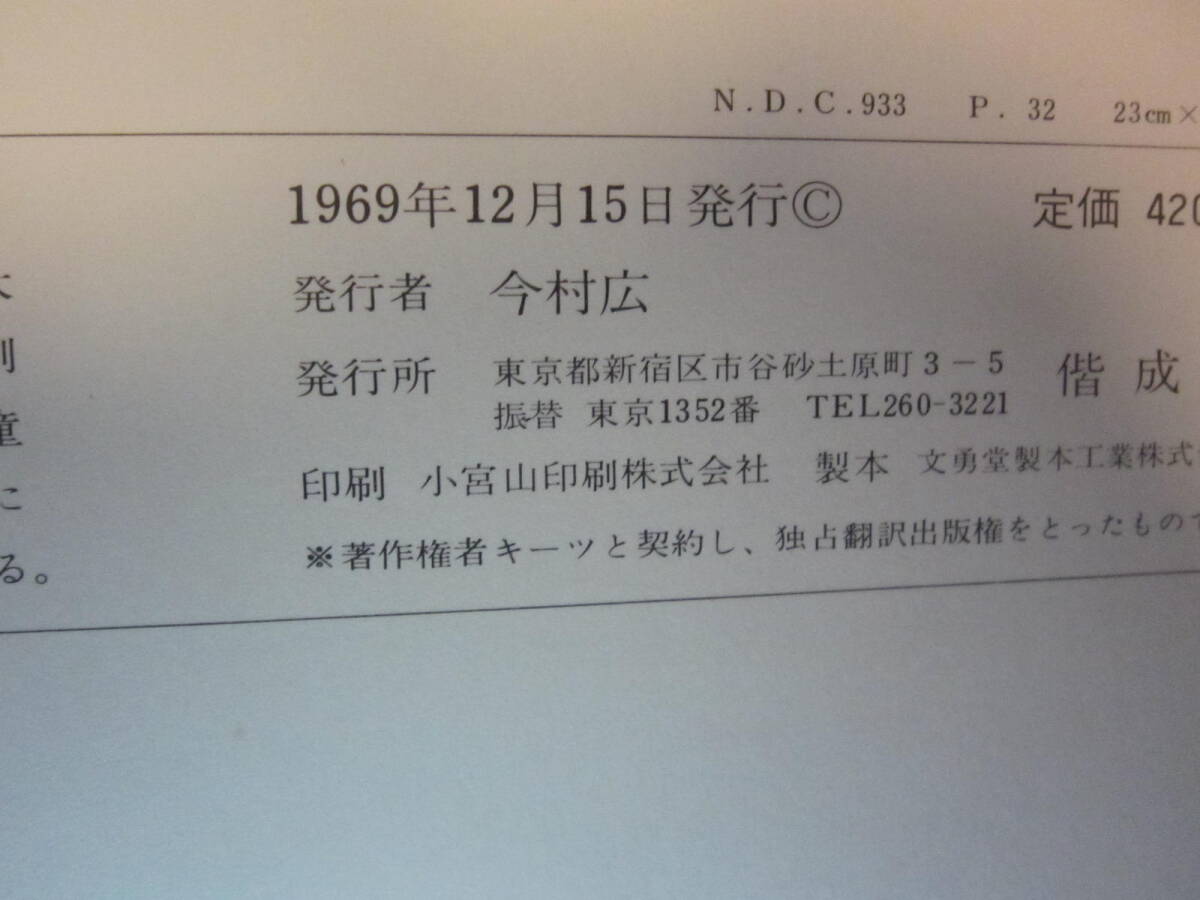 N.D.C.933 P. 32 23cm×
1969年12月15日発行Ⓒ 定価 420
発行者 今村広
発行所 東京都新宿区市谷砂土原町3-5 偕成
振替 東京1352番 TEL260-3221
印刷 小宮山印刷株式会社 製本 文勇堂製本工業株式
※著作権者キーツと契約し、独占翻訳出版権をとったもので
童
に
る。